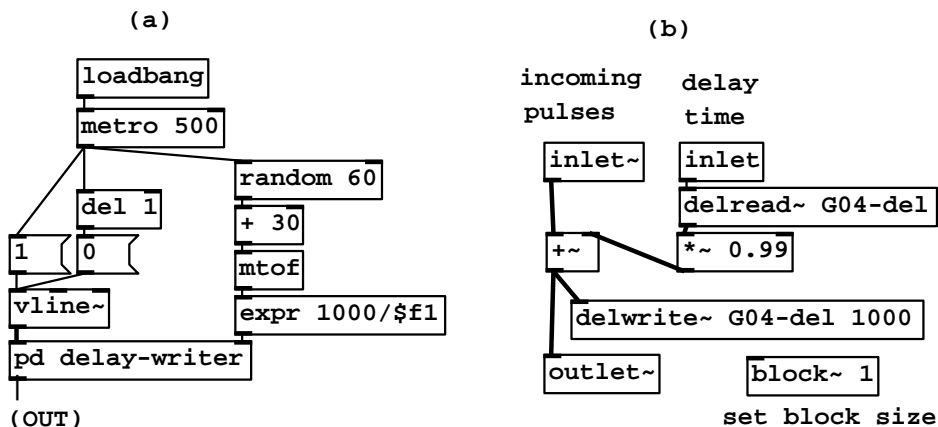 (a)
loadbang
metro 500
random 60
del 1
+ 30
1
0
mtof
vline~
expr 1000/$f1
pd delay-writer
(OUT)
(b)
incoming
pulses
delay
time
inlet~
inlet
delread~ G04-del
+~
*~ 0.99
delwrite~ G04-del 1000
outlet~
block~ 1
set block size